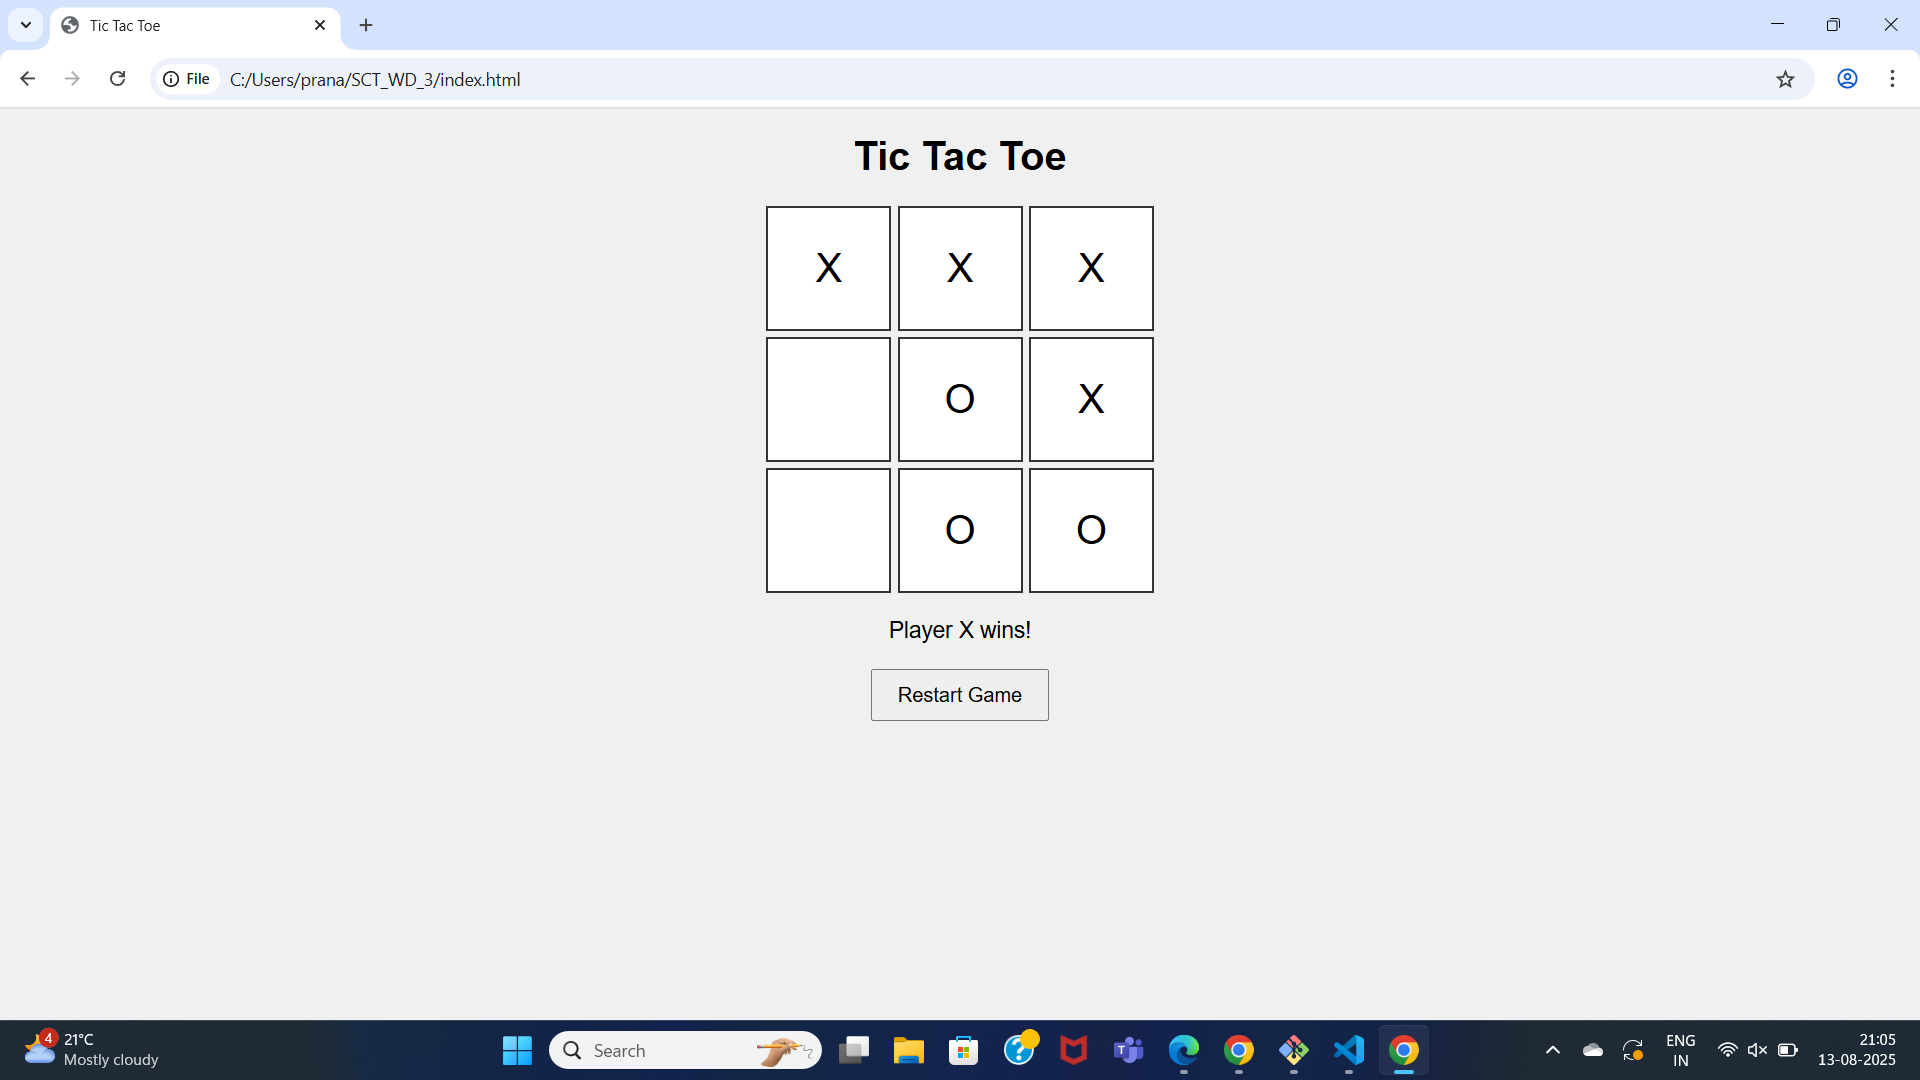 Tic Tac Toe
File
C:/Users/prana/SCT_WD_3/index.html
Tic Tac Toe
X X X
O X
O O
Player X wins!
Restart Game
4
21°C
Mostly cloudy
Search
T
ENG
IN
21:05
13-08-2025